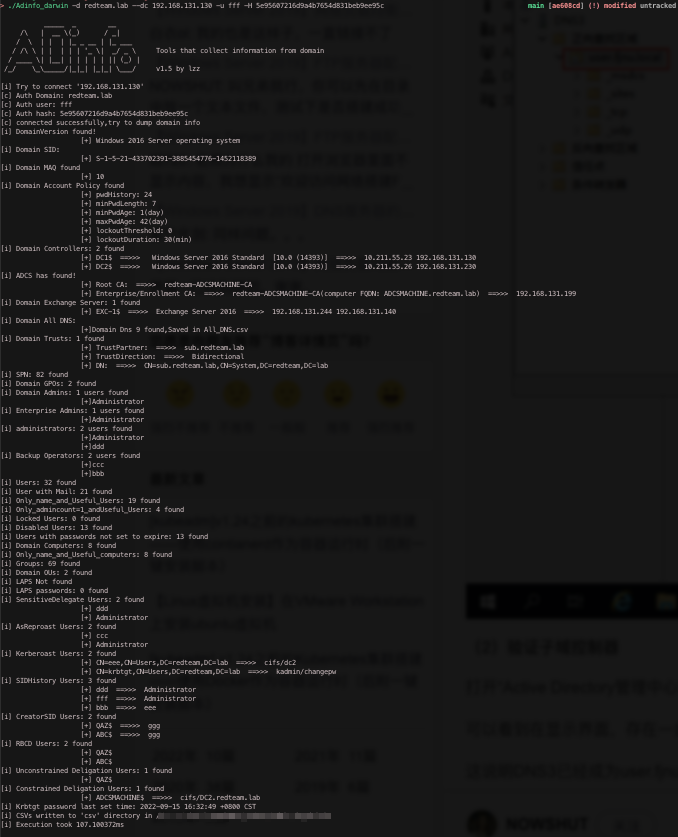 > ./Adinfo_darwin -d redteam.lab --dc 192.168.131.130 -u fff -H 5e95607216d9a4b7654d831beb9ee95c main [ae608cd] (!) modified untracked
Tools that collect information from domain
v1.5 by lzz
[i] Try to connect '192.168.131.130'
[c] Auth Domain: redteam.lab
[c] Auth user: fff
[c] Auth hash: 5e95607216d9a4b7654d831beb9ee95c
[c] connected successfully,try to dump domain info
[i] DomainVersion found!
[+] Windows 2016 Server operating system
[i] Domain SID:
[+] S-1-5-21-433702391-3885454776-1452118389
[i] Domain MAQ found
[+] 10
[i] Domain Account Policy found
[+] pwdHistory: 24
[+] minPwdLength: 7
[+] minPwdAge: 1(day)
[+] maxPwdAge: 42(day)
[+] lockoutThreshold: 0
[+] lockoutDuration: 30(min)
[i] Domain Controllers: 2 found
[+] DC1$ ==>>> Windows Server 2016 Standard [10.0 (14393)] ==>>> 10.211.55.23 192.168.131.130
[+] DC2$ ==>>> Windows Server 2016 Standard [10.0 (14393)] ==>>> 10.211.55.26 192.168.131.230
[i] ADCS has found!
[+] Root CA: ==>>> redteam-ADCSMACHINE-CA
[+] Enterprise/Enrollment CA: ==>>> redteam-ADCSMACHINE-CA(computer FQDN: ADCSMACHINE.redteam.lab) ==>>> 192.168.131.199
[i] Domain Exchange Server: 1 found
[+] EXC-1$ ==>>> Exchange Server 2016 ==>>> 192.168.131.244 192.168.131.140
[i] Domain All DNS:
[+]Domain Dns 9 found,Saved in All_DNS.csv
[i] Domain Trusts: 1 found
[+] TrustPartner: ==>>> sub.redteam.lab
[+] TrustDirection: ==>>> Bidirectional
[+] DN: ==>>> CN=sub.redteam.lab,CN=System,DC=redteam,DC=lab
[i] SPN: 82 found
[i] Domain GPOs: 2 found
[i] Domain Admins: 1 users found
[+]Administrator
[i] Enterprise Admins: 1 users found
[+]Administrator
[i] administrators: 2 users found
[+]Administrator
[+]ddd
[i] Backup Operators: 2 users found
[+]ccc
[+]bbb
[i] Users: 32 found
[i] User with Mail: 21 found
[i] Only_name_and_Useful_Users: 19 found
[i] Only_admincount=1_andUseful_Users: 4 found
[i] Locked Users: 0 found
[i] Disabled Users: 13 found
[i] Users with passwords not set to expire: 13 found
[i] Domain Computers: 8 found
[i] Only_name_and_Useful_computers: 8 found
[i] Groups: 69 found
[i] Domain OUs: 2 found
[i] LAPS Not found
[i] LAPS passwords: 0 found
[i] SensitiveDelegate Users: 2 found
[+] ddd
[+] Administrator
[i] AsReproast Users: 2 found
[+] ccc
[+] Administrator
[i] Kerberoast Users: 2 found
[+] CN=eee,CN=Users,DC=redteam,DC=lab ==>>> cifs/dc2
[+] CN=krbtgt,CN=Users,DC=redteam,DC=lab ==>>> kadmin/changepw
[i] SIDHistory Users: 3 found
[+] ddd ==>>> Administrator
[+] fff ==>>> Administrator
[+] bbb ==>>> eee
[i] CreatorSID Users: 2 found
[+] QAZ$ ==>>> ggg
[+] ABC$ ==>>> ggg
[i] RBCD Users: 2 found
[+] QAZ$
[+] ABC$
[i] Unconstrained Deligation Users: 1 found
[+] QAZ$
[i] Constrained Deligation Users: 1 found
[+] ADCSMACHINE$ ==>>> cifs/DC2.redteam.lab
[i] Krbtgt password last set time: 2022-09-15 16:32:49 +0800 CST
[i] CSVs written to 'csv' directory in /
[i] Execution took 107.100372ms